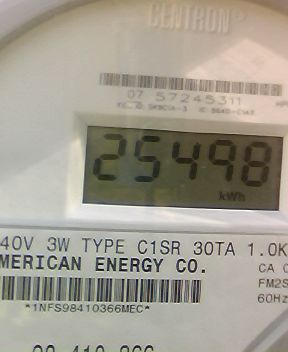 CENTRON®
07 57245311
25498
kWh
40V 3W TYPE C1SR 30TA 1.0K
MERICAN ENERGY CO.
CA 0
FM2S
60Hz
*1NFS98410366MEC*